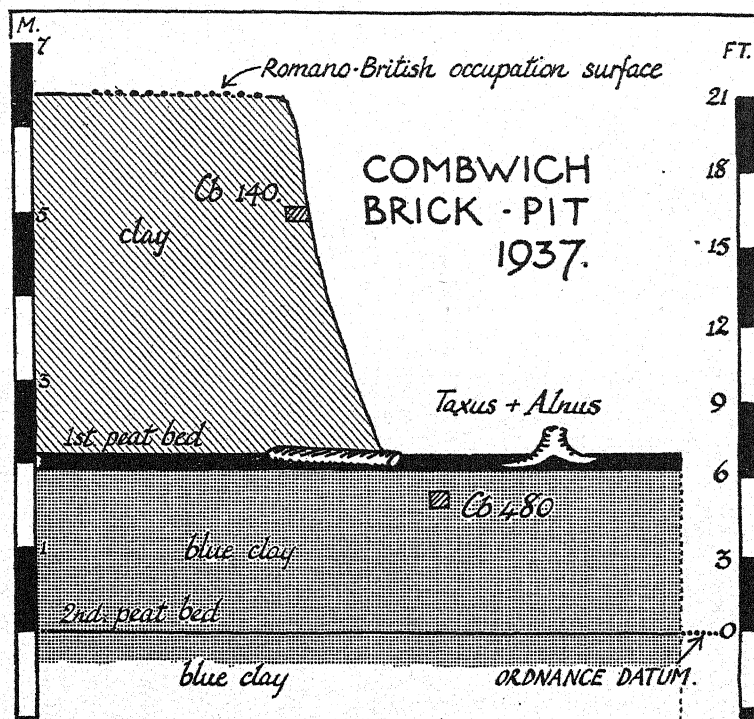 M.
FT.
7
Romano-British occupation surface
21
COMBWICH
BRICK-PIT
1937.
18
Cb 140.
5
clay
15
12
3
Taxus + Alnus
9
1st. peat bed
6
Cb 480
1
blue clay
3
2nd. peat bed
0
blue clay
ORDNANCE DATUM.